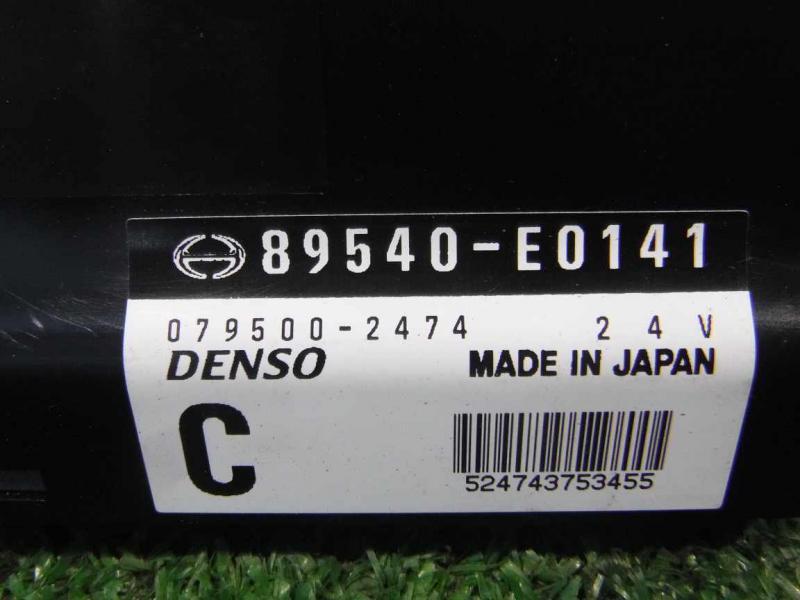 89540-E0141
079500-2474 24V
DENSO MADE IN JAPAN
C
524743753455